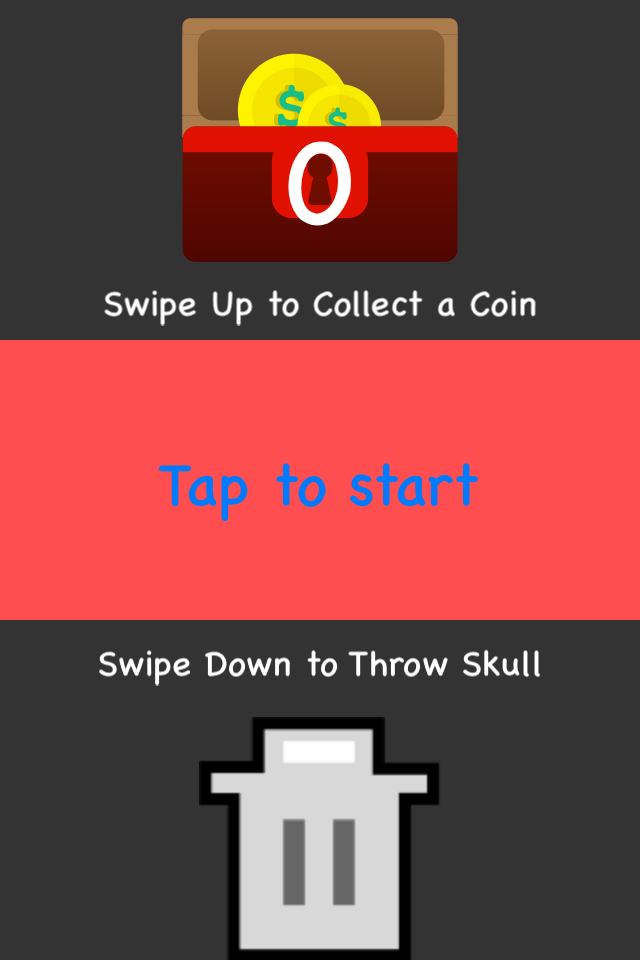 $ $
0
Swipe Up to Collect a Coin
Tap to start
Swipe Down to Throw Skull